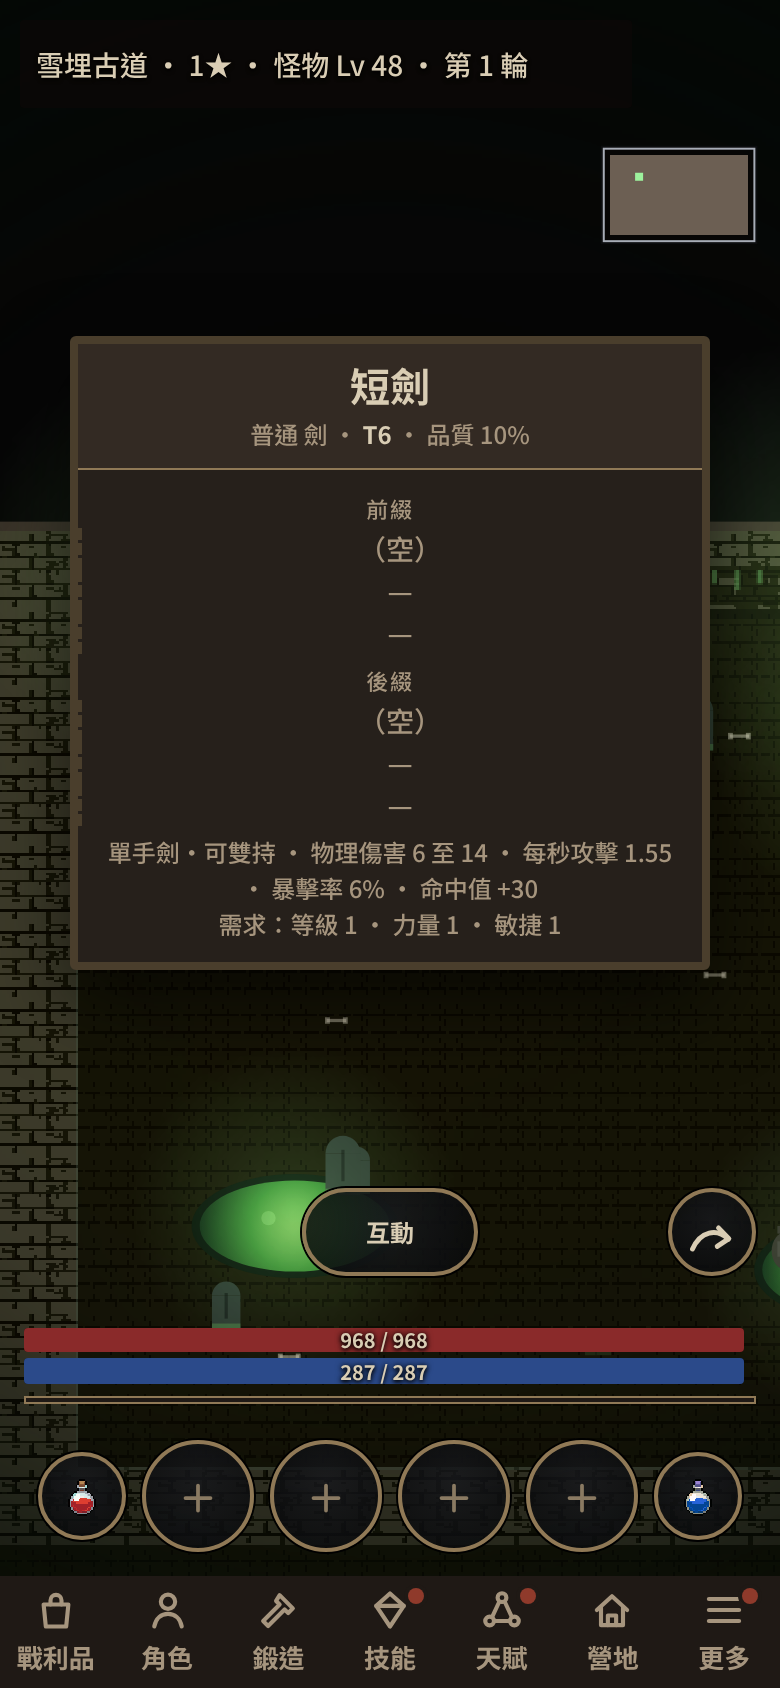 雪埋古道 • 1★ • 怪物 Lv 48 • 第 1 輪
短劍
普通 劍 • T6 • 品質 10%
前綴
（空）
—
—
後綴
（空）
—
—
單手劍・可雙持 • 物理傷害 6 至 14 • 每秒攻擊 1.55
• 暴擊率 6% • 命中值 +30
需求：等級 1 • 力量 1 • 敏捷 1
互動
968 / 968
287 / 287
戰利品 角色 鍛造 技能 天賦 營地 更多